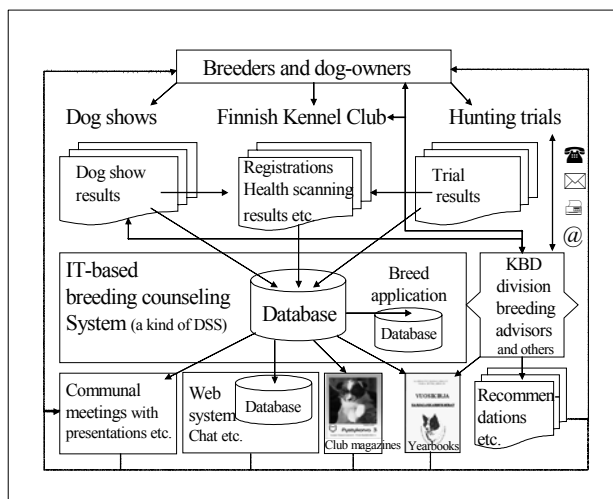 Breeders and dog-owners
Dog shows
Finnish Kennel Club
Hunting trials
Dog show
results
Registrations
Health scanning
results etc.
Trial
results
@
IT-based
breeding counseling
System (a kind of DSS)
Database
Breed
application
Database
KBD
division
breeding
advisors
and others
Communal
meetings with
presentations etc.
Web
system
Chat etc.
Database
Club magazines
VUOSIKIRJA
Yearbooks
Recommen-
dations
etc.